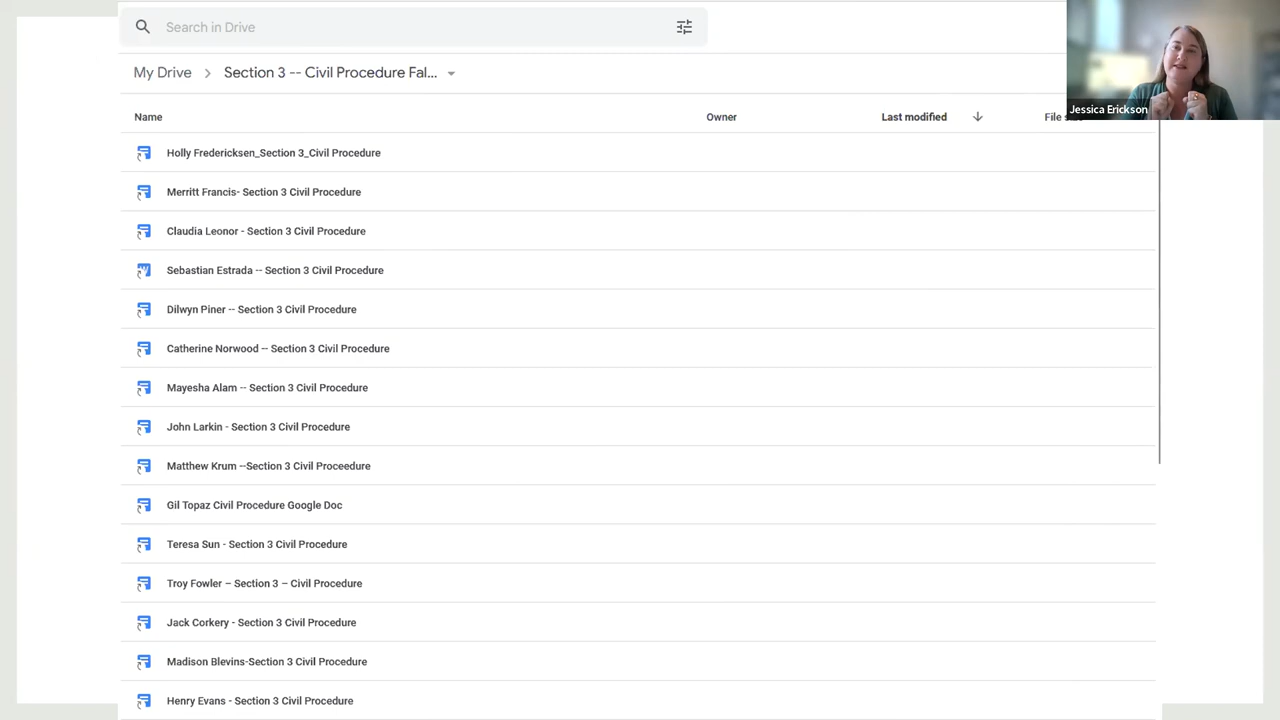 Search in Drive
My Drive > Section 3 -- Civil Procedure Fal...
Jessica Erickson
Name Owner Last modified File
Holly Fredericksen_Section 3_Civil Procedure
Merritt Francis- Section 3 Civil Procedure
Claudia Leonor - Section 3 Civil Procedure
Sebastian Estrada -- Section 3 Civil Procedure
Dilwyn Piner -- Section 3 Civil Procedure
Catherine Norwood -- Section 3 Civil Procedure
Mayesha Alam -- Section 3 Civil Procedure
John Larkin - Section 3 Civil Procedure
Matthew Krum --Section 3 Civil Proceedure
Gil Topaz Civil Procedure Google Doc
Teresa Sun - Section 3 Civil Procedure
Troy Fowler – Section 3 – Civil Procedure
Jack Corkery - Section 3 Civil Procedure
Madison Blevins-Section 3 Civil Procedure
Henry Evans - Section 3 Civil Procedure